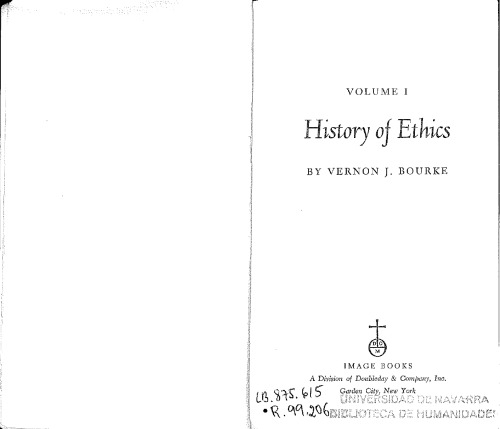 VOLUME I
History of Ethics
BY VERNON J. BOURKE
D G
M
IMAGE BOOKS
A Division of Doubleday & Company, Inc.
Garden City, New York
LB.875.615
• R.99.206
UNIVERSIDAD DE NAVARRA
BIBLIOTECA DE HUMANIDADES